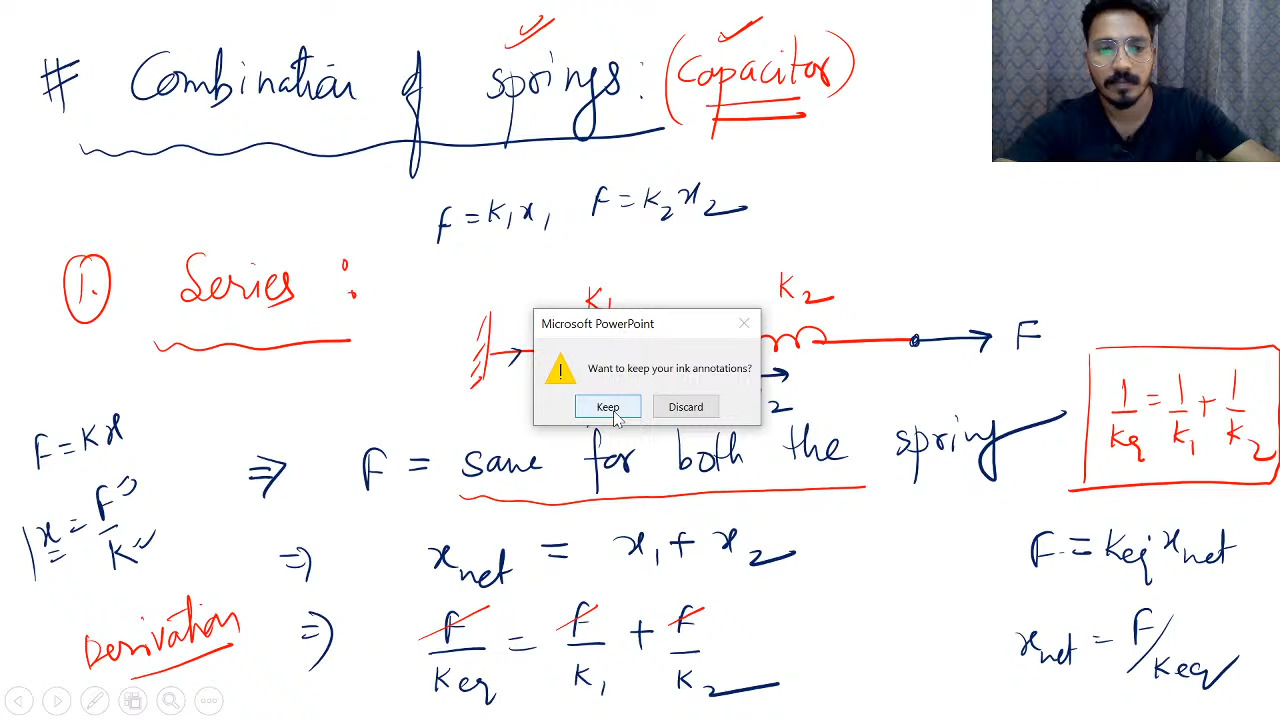 # Combination of springs : (Capacitor)
F = K₁x₁ F = K₂x₂
1. Series :
K₁ K₂
F
Microsoft PowerPoint
Want to keep your ink annotations?
Keep Discard
2
1/Keq = 1/K₁ + 1/K₂
F = Kx
⇒ F = same for both the spring
x = F/K
⇒ xnet = x₁ + x₂
F = Keq xnet
Derivation ⇒ F/Keq = F/K₁ + F/K₂
xnet = F/Keq